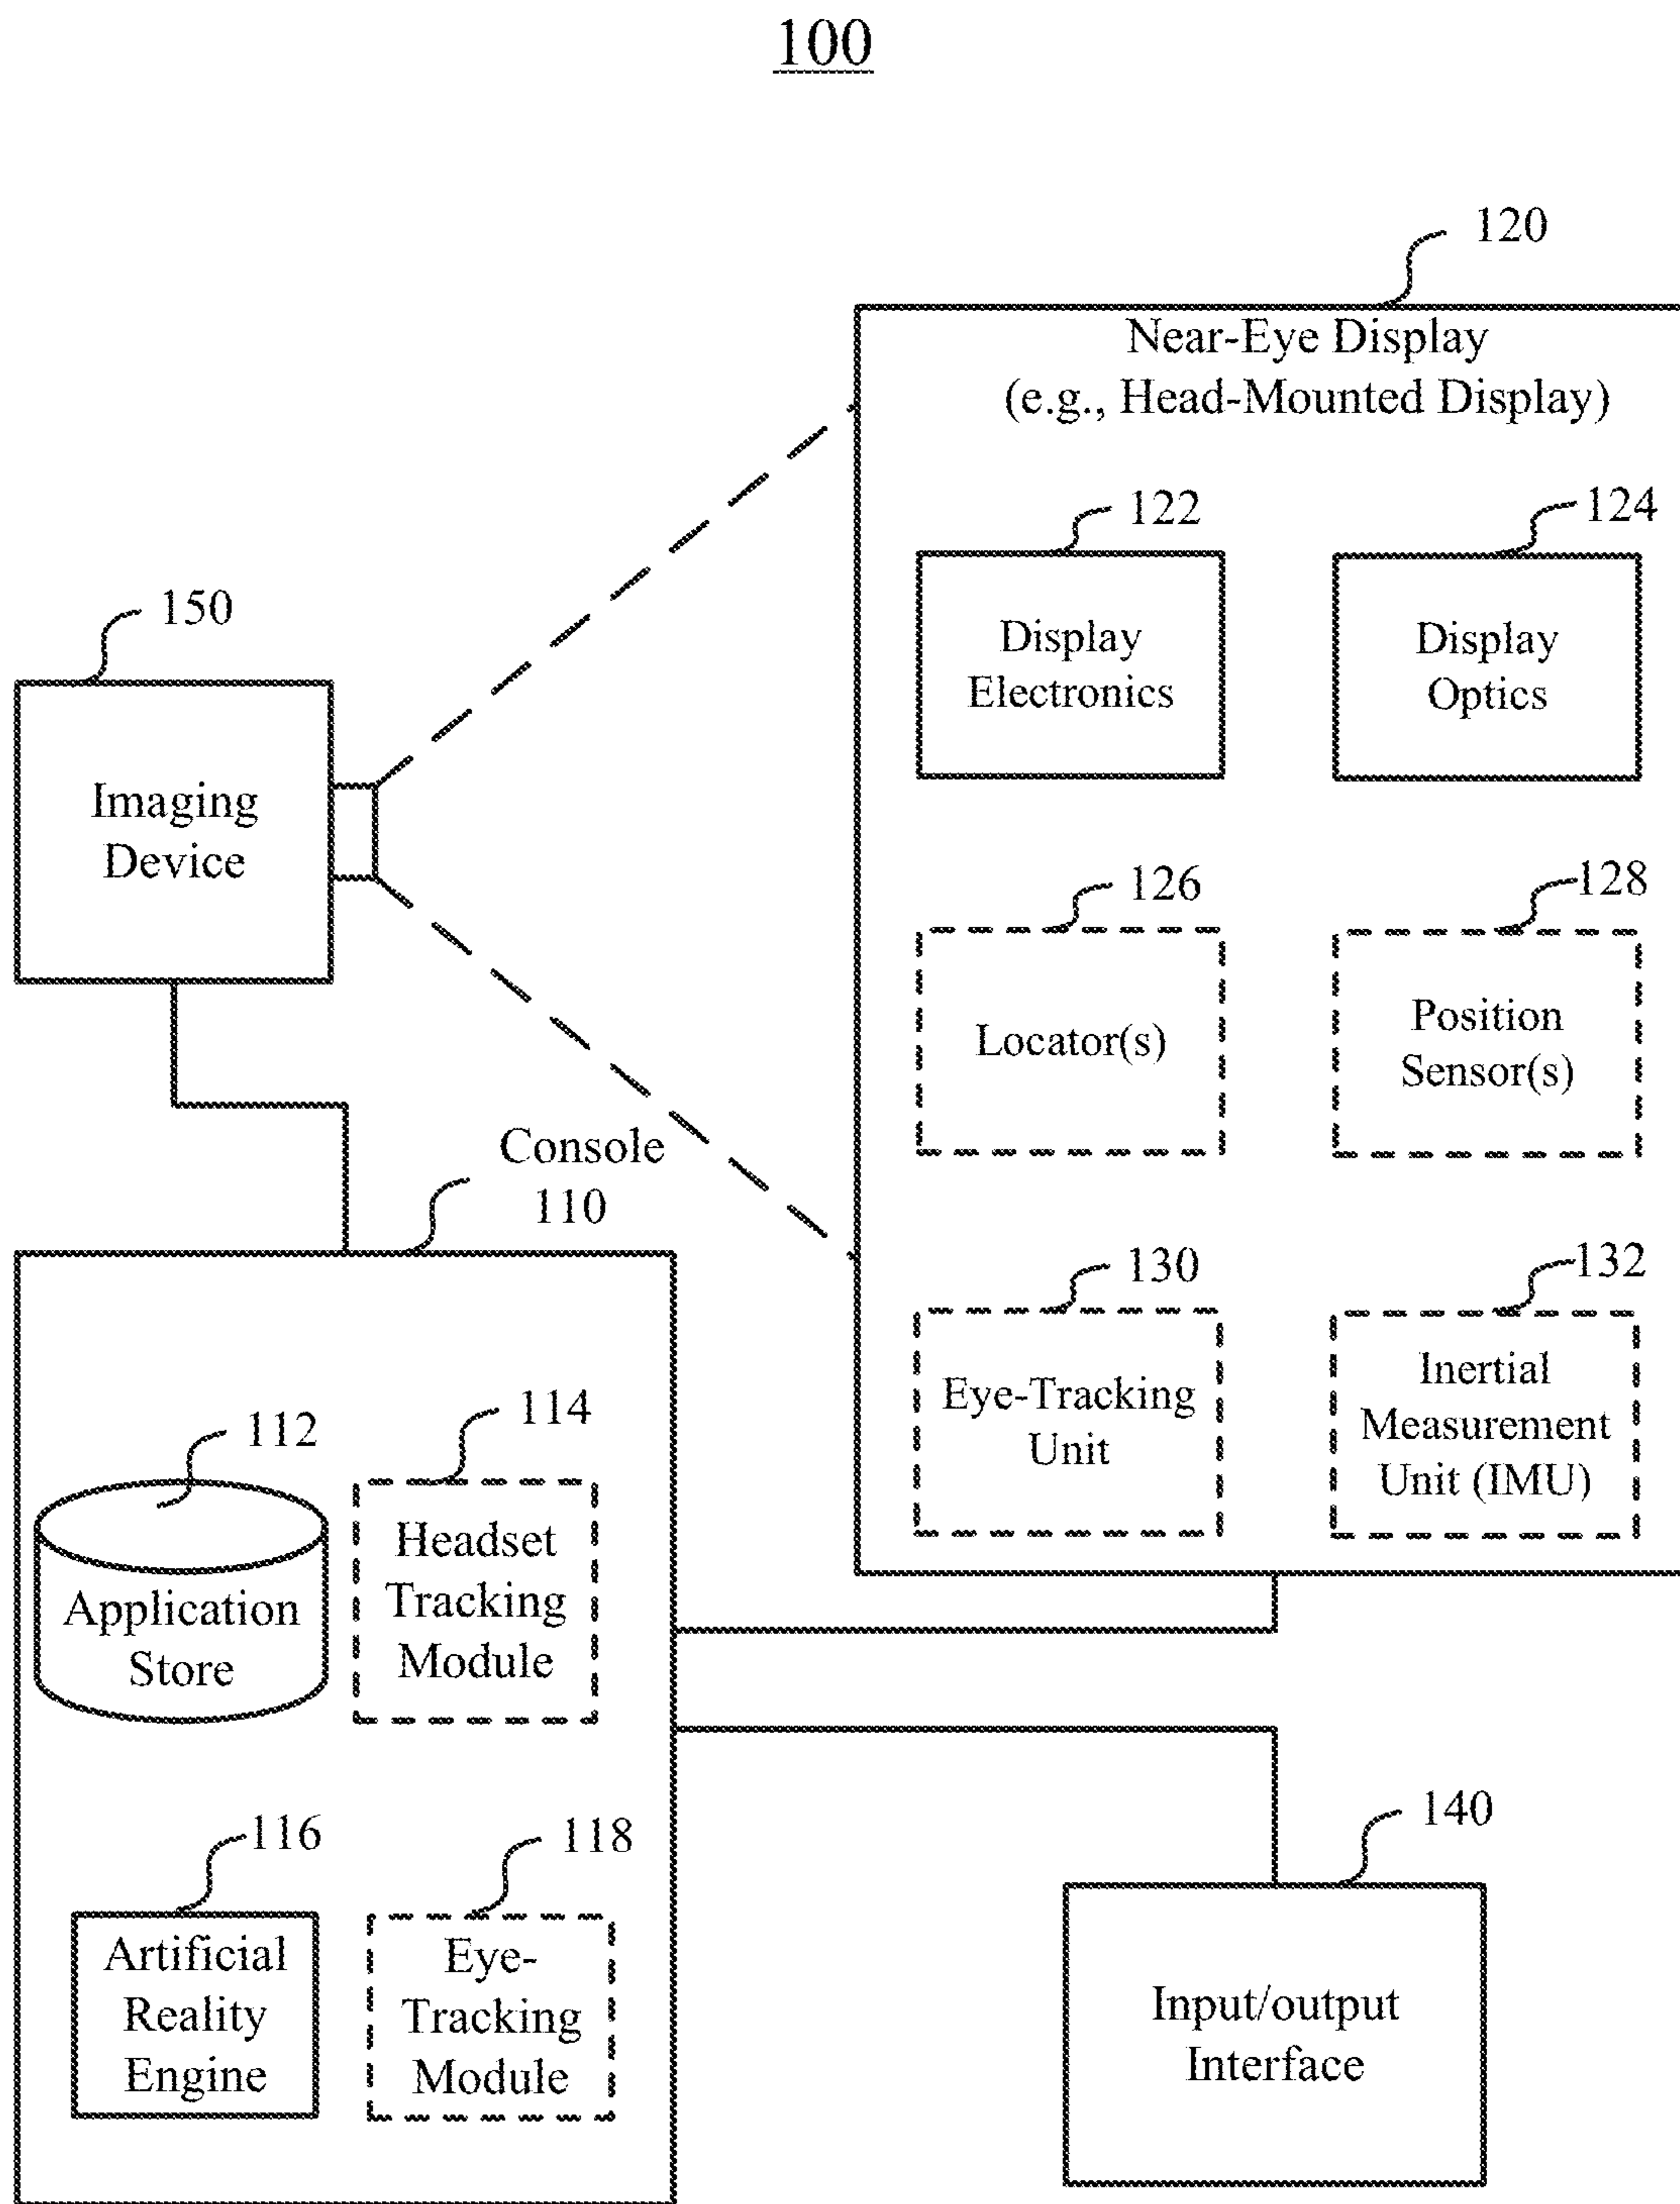 100
120
Near-Eye Display
(e.g., Head-Mounted Display)
122
124
Display
Electronics
Display
Optics
150
Imaging
Device
126
128
Locator(s)
Position
Sensor(s)
Console
110
130
132
Eye-Tracking
Unit
Inertial
Measurement
Unit (IMU)
112
114
Application
Store
Headset
Tracking
Module
116
118
Artificial
Reality
Engine
Eye-
Tracking
Module
140
Input/output
Interface